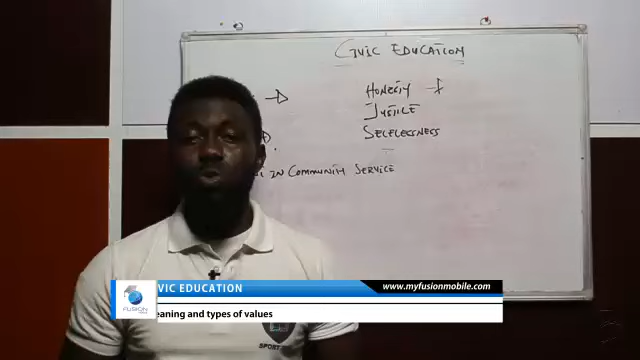 CIVIC EDUCATION
HONESTY
JUSTICE
SELFLESSNESS
IN COMMUNITY SERVICE
VIC EDUCATION
www.myfusionmobile.com
FUSION
eaning and types of values
SPORT